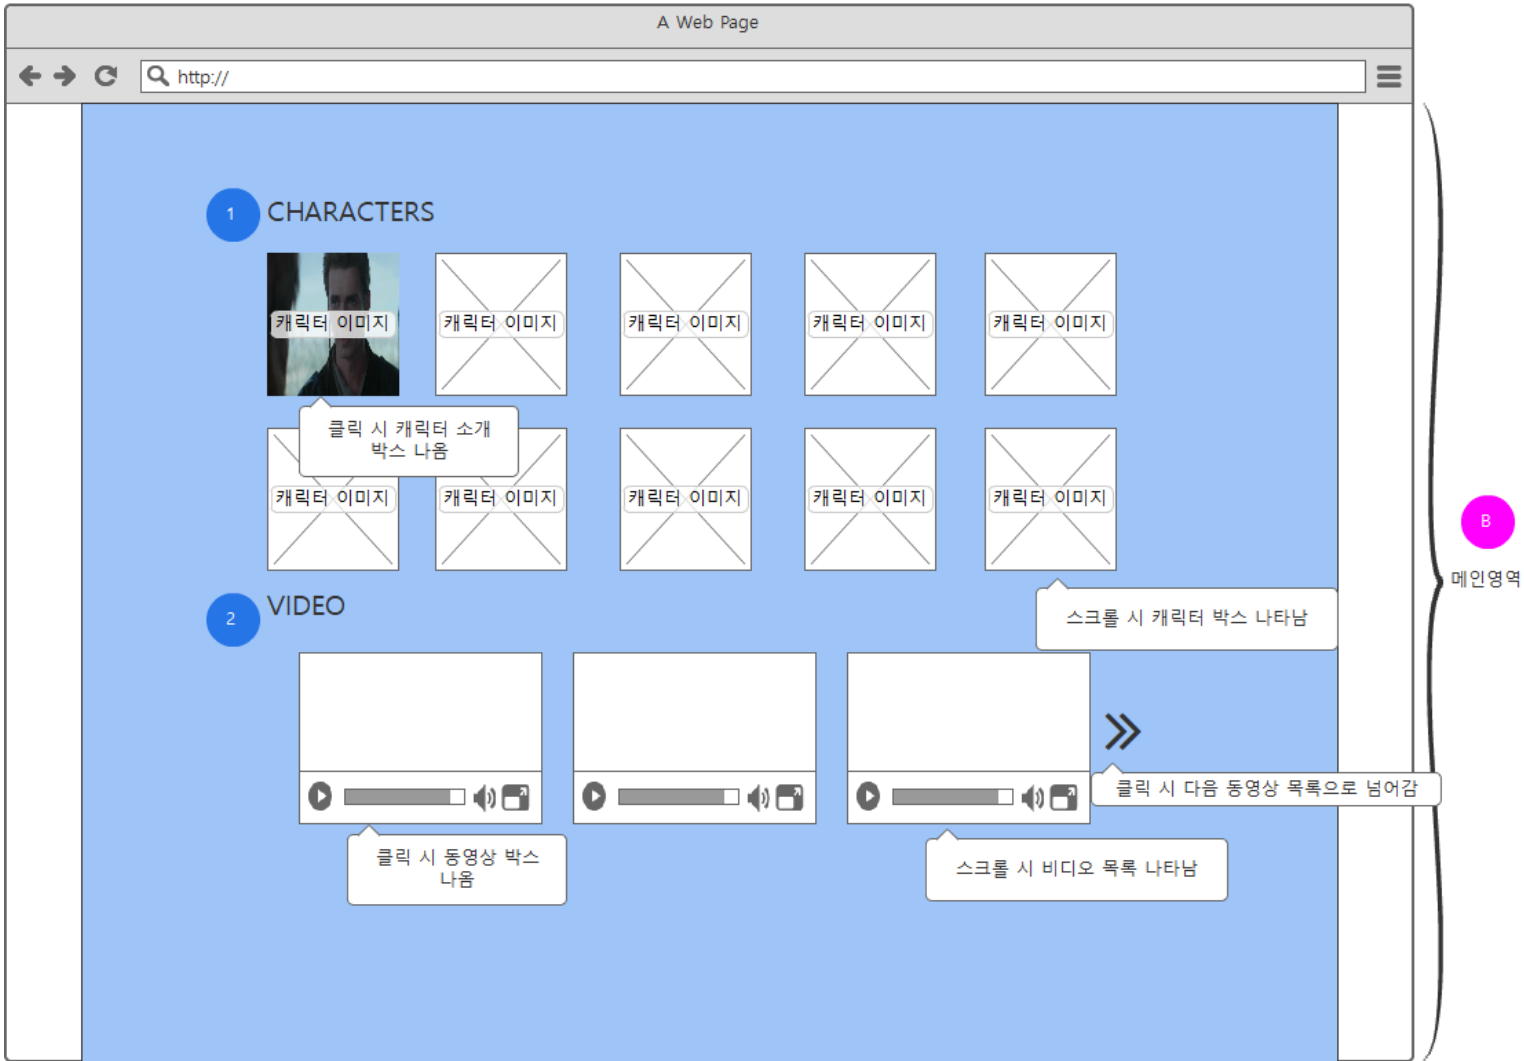 A Web Page
http://
1
CHARACTERS
캐릭터 이미지
캐릭터 이미지
캐릭터 이미지
캐릭터 이미지
캐릭터 이미지
클릭 시 캐릭터 소개
박스 나옴
캐릭터 이미지
캐릭터 이미지
캐릭터 이미지
캐릭터 이미지
캐릭터 이미지
B
메인영역
2
VIDEO
스크롤 시 캐릭터 박스 나타남
클릭 시 다음 동영상 목록으로 넘어감
클릭 시 동영상 박스
나옴
스크롤 시 비디오 목록 나타남